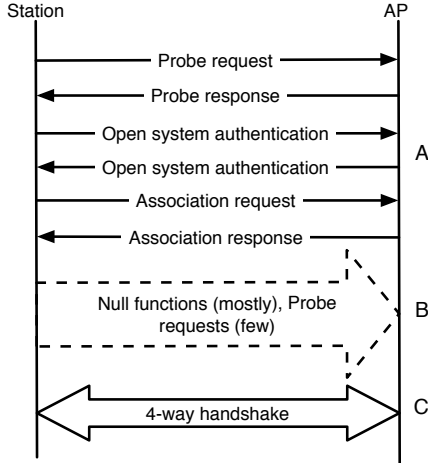 Station AP
Probe request
Probe response
Open system authentication
A
Open system authentication
Association request
Association response
Null functions (mostly), Probe
requests (few)
B
4-way handshake
C